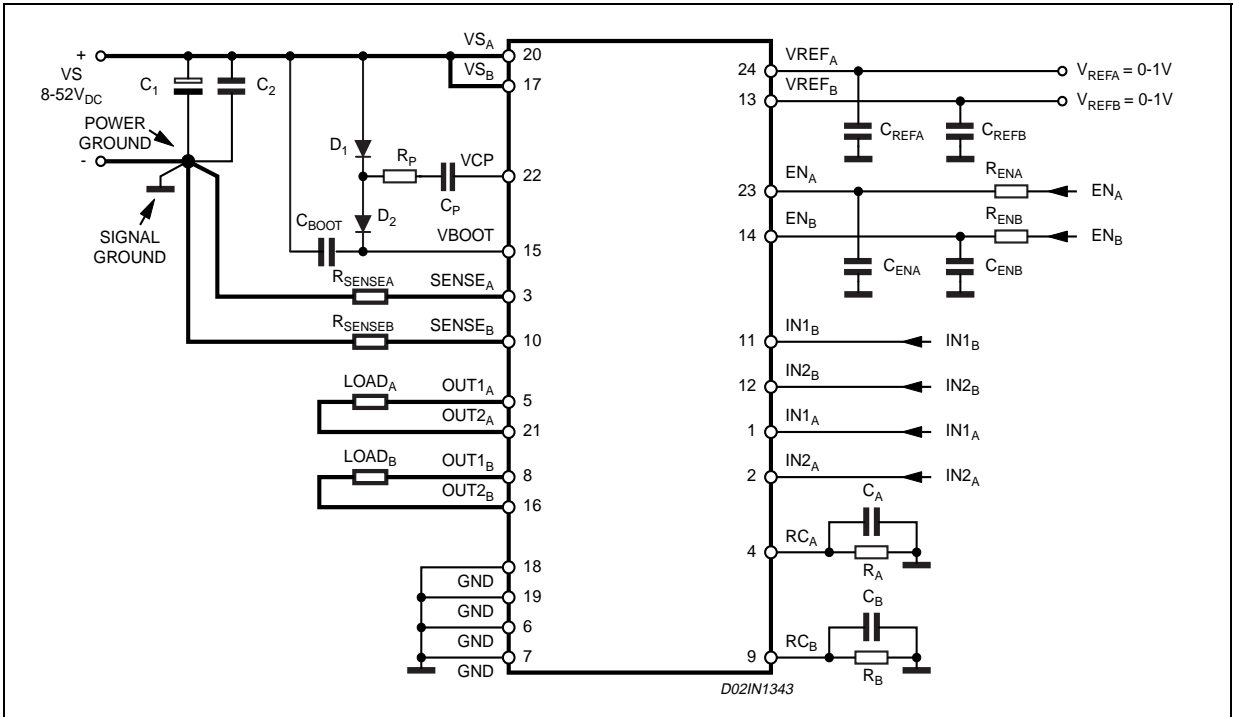 +
VS
8-52V_DC
-
POWER
GROUND
SIGNAL
GROUND
C1
C2
D1
D2
RP
CP
CBOOT
VSA
20
VSB
17
VCP
22
VBOOT
15
RSENSEA
SENSEA
3
RSENSEB
SENSEB
10
LOADA
OUT1A
5
OUT2A
21
LOADB
OUT1B
8
OUT2B
16
18
GND
19
GND
6
GND
7
GND
24
VREFA
VREFA = 0-1V
13
VREFB
VREFB = 0-1V
CREFA
CREFB
23
ENA
RENA
ENA
14
ENB
RENB
ENB
CENA
CENB
11
IN1B
IN1B
12
IN2B
IN2B
1
IN1A
IN1A
2
IN2A
IN2A
CA
4
RCA
RA
CB
9
RCB
RB
D02IN1343